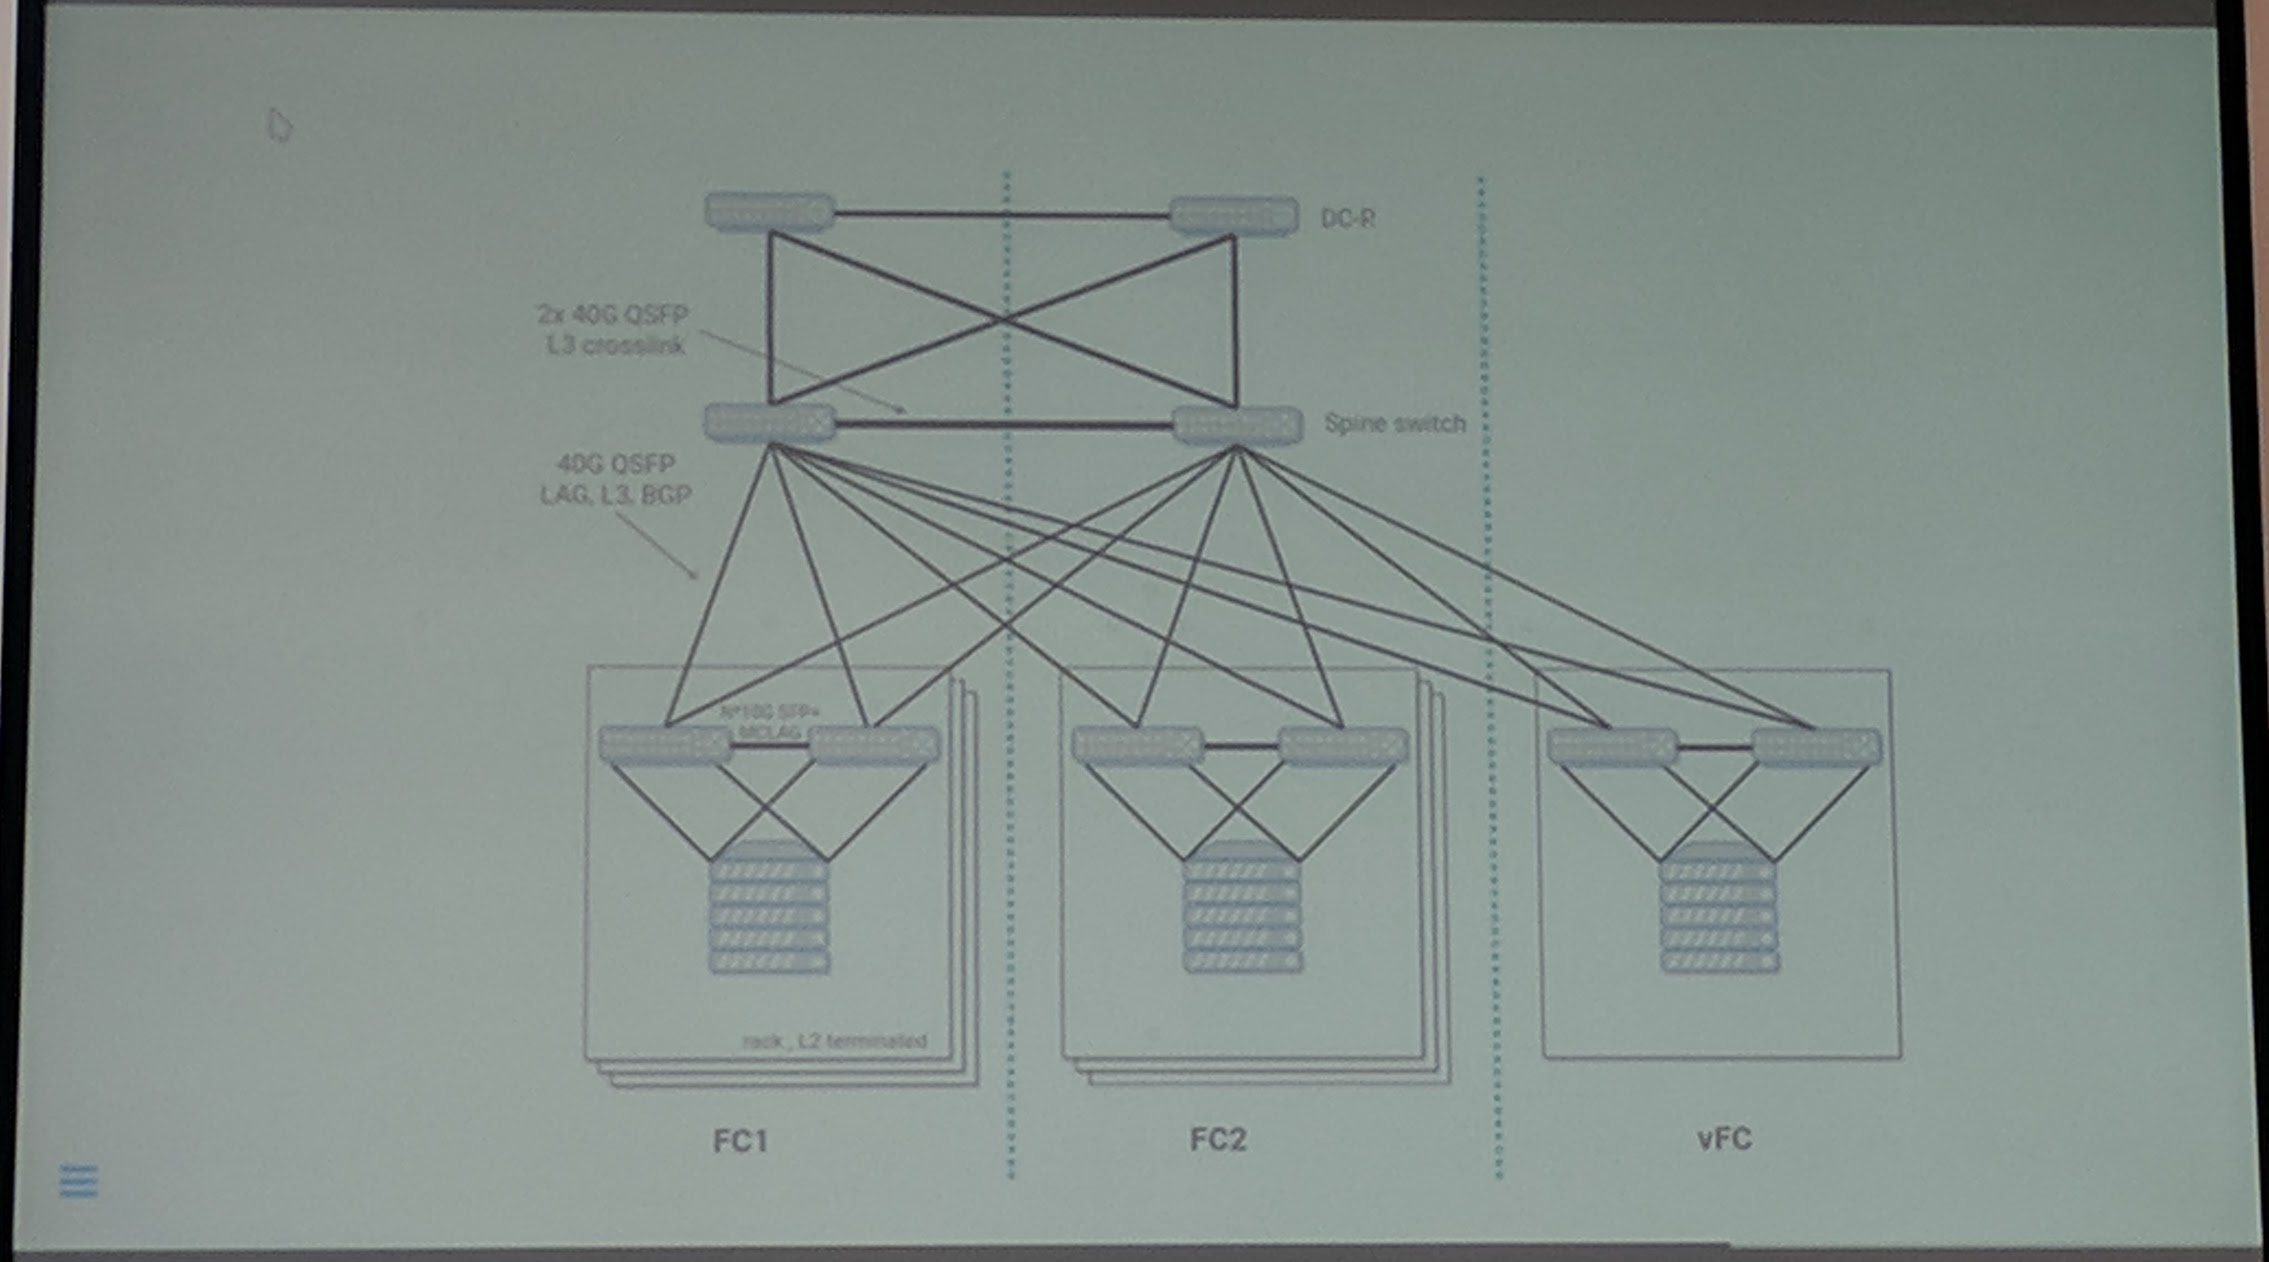 DC-R
2x 40G QSFP
L3 crosslink
Spine switch
40G QSFP
LAG, L3, BGP
N*10G SFP+
MCLAG
rack , L2 terminated
FC1
FC2
vFC